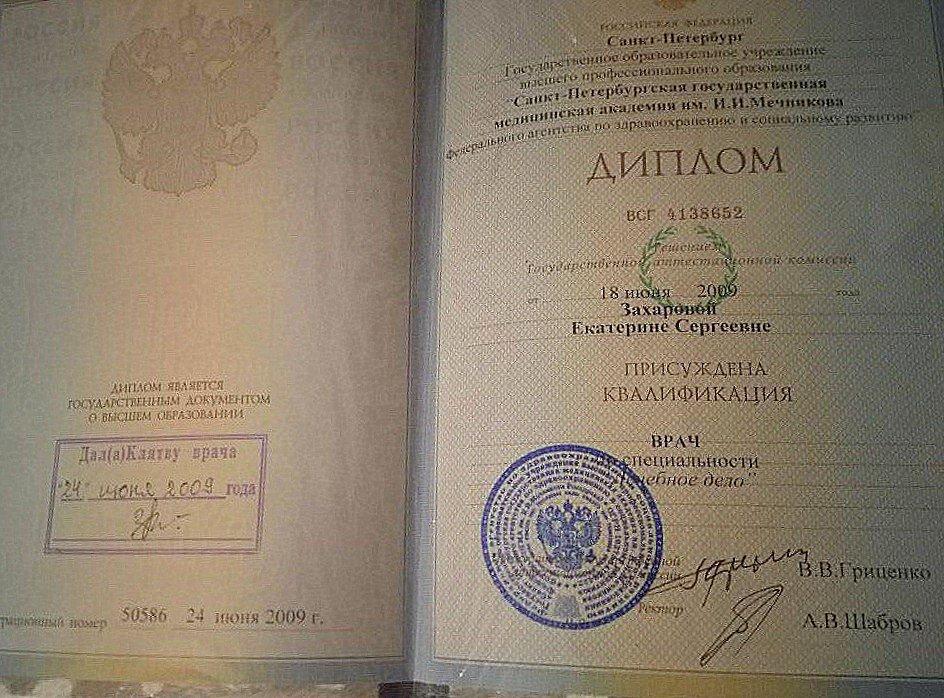 ДИПЛОМ ЯВЛЯЕТСЯ
ГОСУДАРСТВЕННЫМ ДОКУМЕНТОМ
О ВЫСШЕМ ОБРАЗОВАНИИ
Дал(а)Клятву врача
"24" июня 2009 года
номер 50586 24 июня 2009 г.
РОССИЙСКАЯ ФЕДЕРАЦИЯ
Санкт-Петербург
Государственное образовательное учреждение
высшего профессионального образования
"Санкт-Петербургская государственная
медицинская академия им. И.И.Мечникова
Федерального агентства по здравоохранению и социальному развитию"
ДИПЛОМ
ВСГ 4138652
Решением
Государственной аттестационной комиссии
от 18 июня 2009 года
Захаровой
Екатерине Сергеевне
ПРИСУЖДЕНА
КВАЛИФИКАЦИЯ
ВРАЧ
специальности
дело"
В.В.Гриценко
Ректор
А.В.Шабров